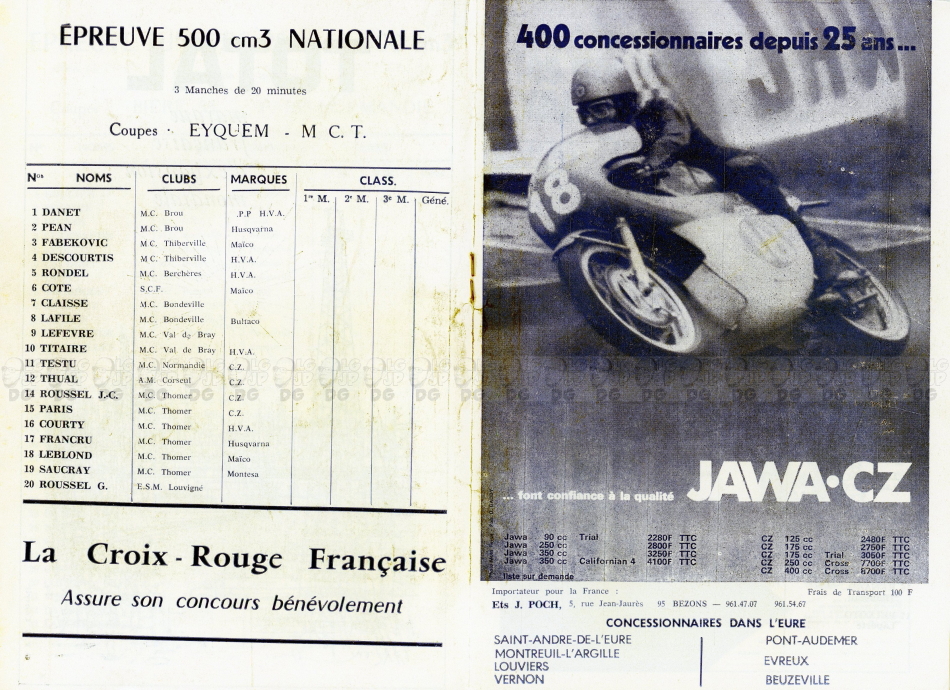 ÉPREUVE 500 cm3 NATIONALE
3 Manches de 20 minutes
Coupes · EYQUEM - M C. T.
Nos NOMS CLUBS MARQUES CLASS.
1re M. 2e M. 3e M. Géné.
1 DANET M.C. Brou .P.P H.V.A.
2 PEAN M.C. Brou Husqvarna
3 FABEKOVIC M.C. Thiberville Maïco
4 DESCOURTIS M C. Thiberville H.V.A.
5 RONDEL M.C. Berchères H.V.A.
6 COTE S.C.F. Maïco
7 CLAISSE M.C. Bondeville
8 LAFILE M.C. Bondeville Bultaco
9 LEFEVRE M.C. Val de Bray
10 TITAIRE M.C. Val de Bray H.V.A.
11 TESTU M.C. Normandie C.Z.
12 THUAL A.M. Corseul C.Z.
14 ROUSSEL J.-C. M.C. Thomer C.Z.
15 PARIS M.C. Thomer C.Z.
16 COURTY M.C. Thomer H.V.A.
17 FRANCRU M.C. Thomer Husqvarna
18 LEBLOND M.C. Thomer Maïco
19 SAUCRAY M.C. Thomer Montesa
20 ROUSSEL G. E.S.M. Louvigné
La Croix-Rouge Française
Assure son concours bénévolement
400 concessionnaires depuis 25 ans...
18
... font confiance à la qualité JAWA•CZ
Jawa 90 cc Trial 2280F TTC
Jawa 250 cc 2800F TTC
Jawa 350 cc 3250F TTC
Jawa 350 cc Californian 4 4100F TTC
liste sur demande
CZ 125 cc 2480F TTC
CZ 175 cc 2750F TTC
CZ 175 cc Trial 3050F TTC
CZ 250 cc Cross 7700F TTC
CZ 400 cc Cross 8700F TTC
Importateur pour la France : Frais de Transport 100 F
Ets J. POCH, 5, rue Jean-Jaurès 95 BEZONS — 961.47.07 961.54.67
CONCESSIONNAIRES DANS L'EURE
SAINT-ANDRE-DE-L'EURE
MONTREUIL-L'ARGILLE
LOUVIERS
VERNON
PONT-AUDEMER
EVREUX
BEUZEVILLE